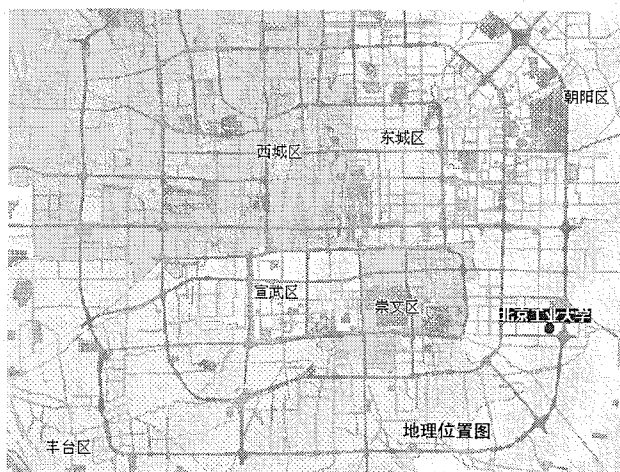 朝阳区
东城区
西城区
宣武区
崇文区
北京工业大学
地理位置图
丰台区